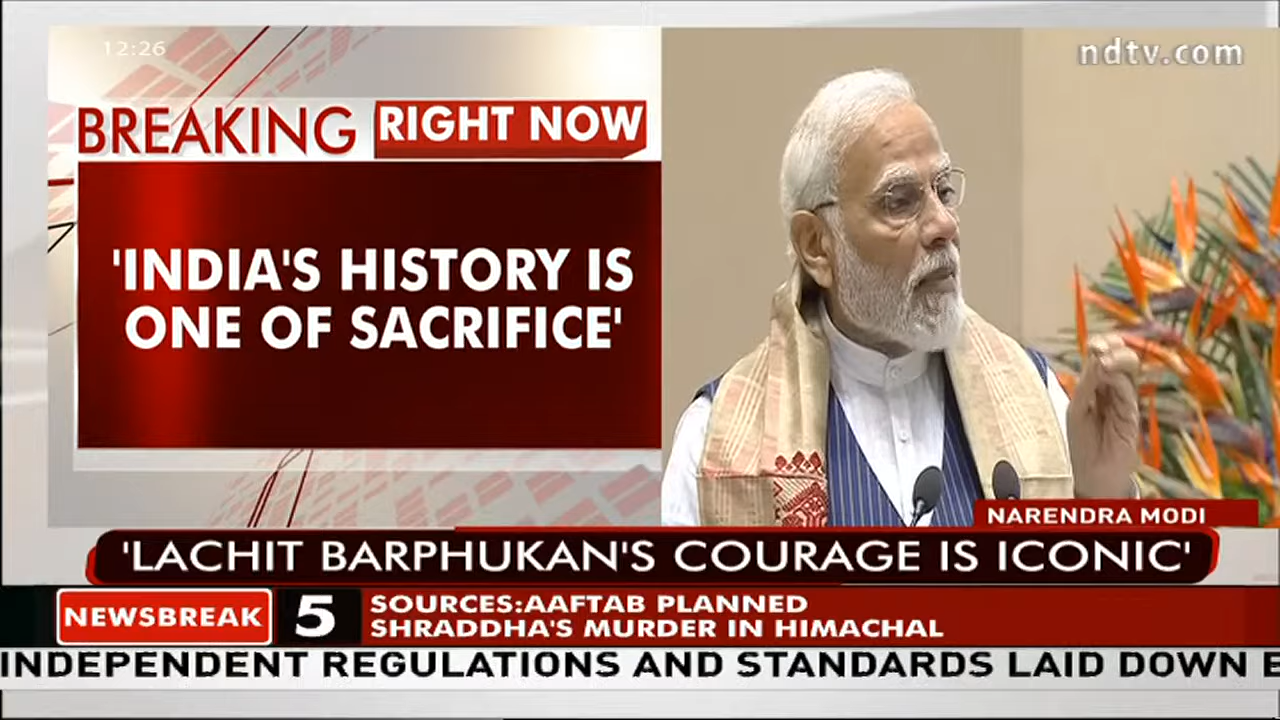 12:26
ndtv.com
BREAKING RIGHT NOW
'INDIA'S HISTORY IS
ONE OF SACRIFICE'
NARENDRA MODI
'LACHIT BARPHUKAN'S COURAGE IS ICONIC'
NEWSBREAK 5
SOURCES:AAFTAB PLANNED
SHRADDHA'S MURDER IN HIMACHAL
INDEPENDENT REGULATIONS AND STANDARDS LAID DOWN